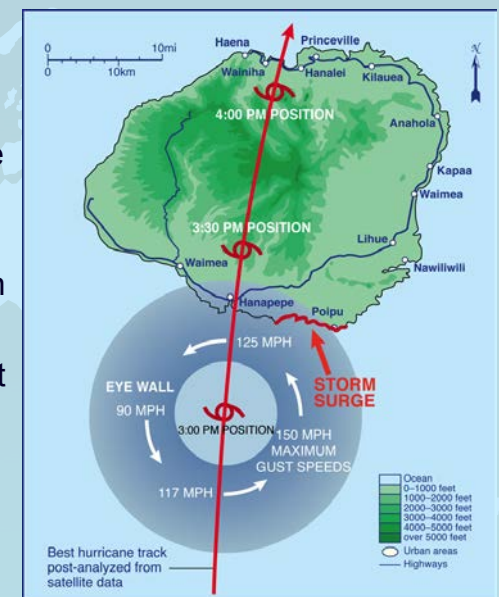 0 10mi
0 10km
Haena
Princeville
N
Wainiha
Hanalei
Kilauea
4:00 PM POSITION
Anahola
Kapaa
Waimea
3:30 PM POSITION
Lihue
Waimea
Nawiliwili
Hanapepe
Poipu
125 MPH
EYE WALL
STORM
SURGE
90 MPH
3:00 PM POSITION
150 MPH
MAXIMUM
GUST SPEEDS
117 MPH
Ocean
0–1000 feet
1000–2000 feet
2000–3000 feet
3000–4000 feet
4000–5000 feet
over 5000 feet
Urban areas
Highways
Best hurricane track
post-analyzed from
satellite data